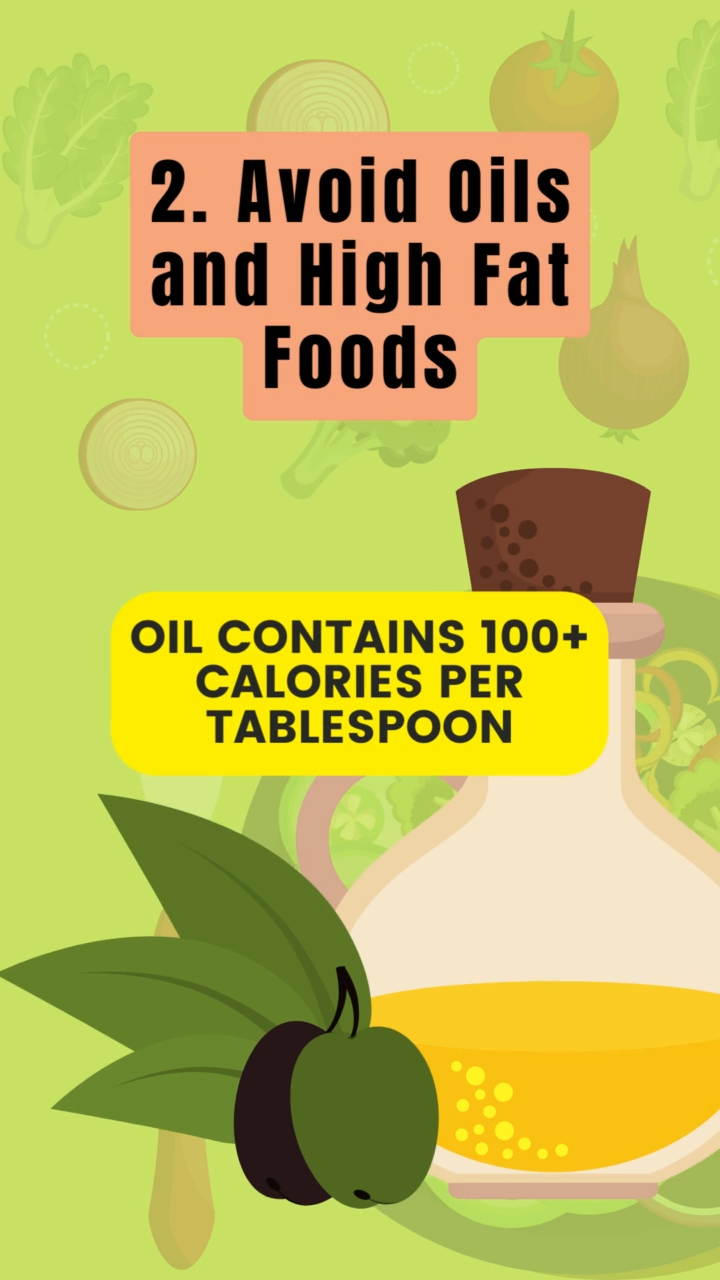 2. Avoid Oils
and High Fat
Foods
OIL CONTAINS 100+
CALORIES PER
TABLESPOON